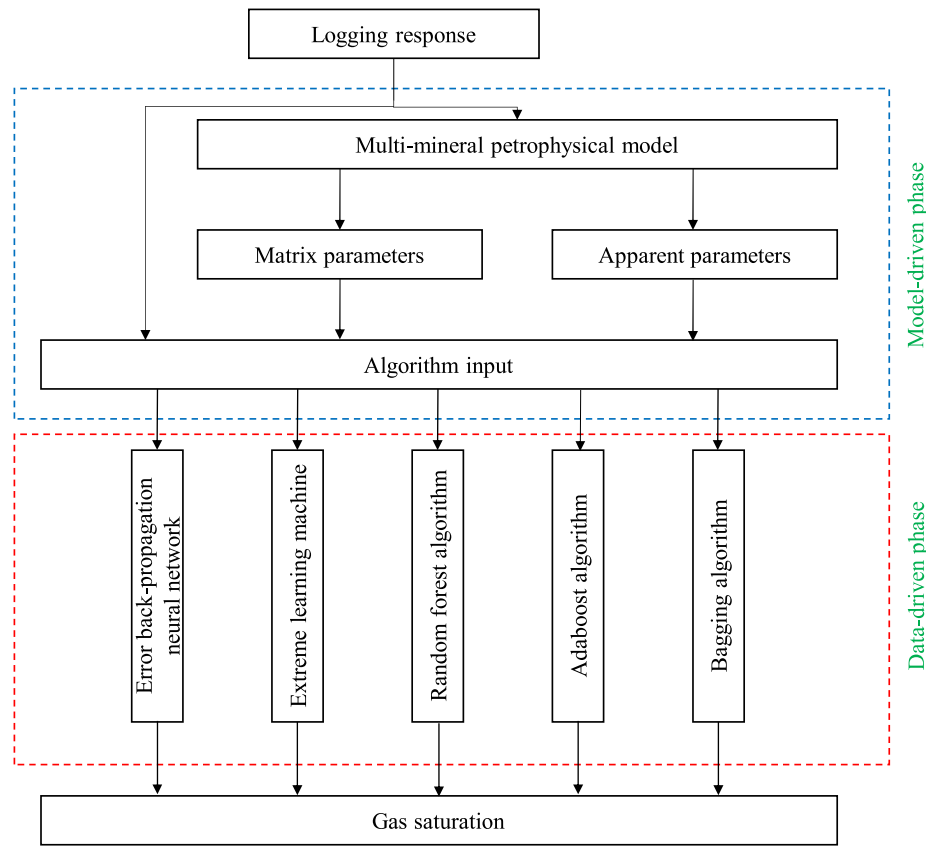 Logging response
Multi-mineral petrophysical model
Matrix parameters
Apparent parameters
Algorithm input
Model-driven phase
Error back-propagation
neural network
Extreme learning machine
Random forest algorithm
Adaboost algorithm
Bagging algorithm
Data-driven phase
Gas saturation